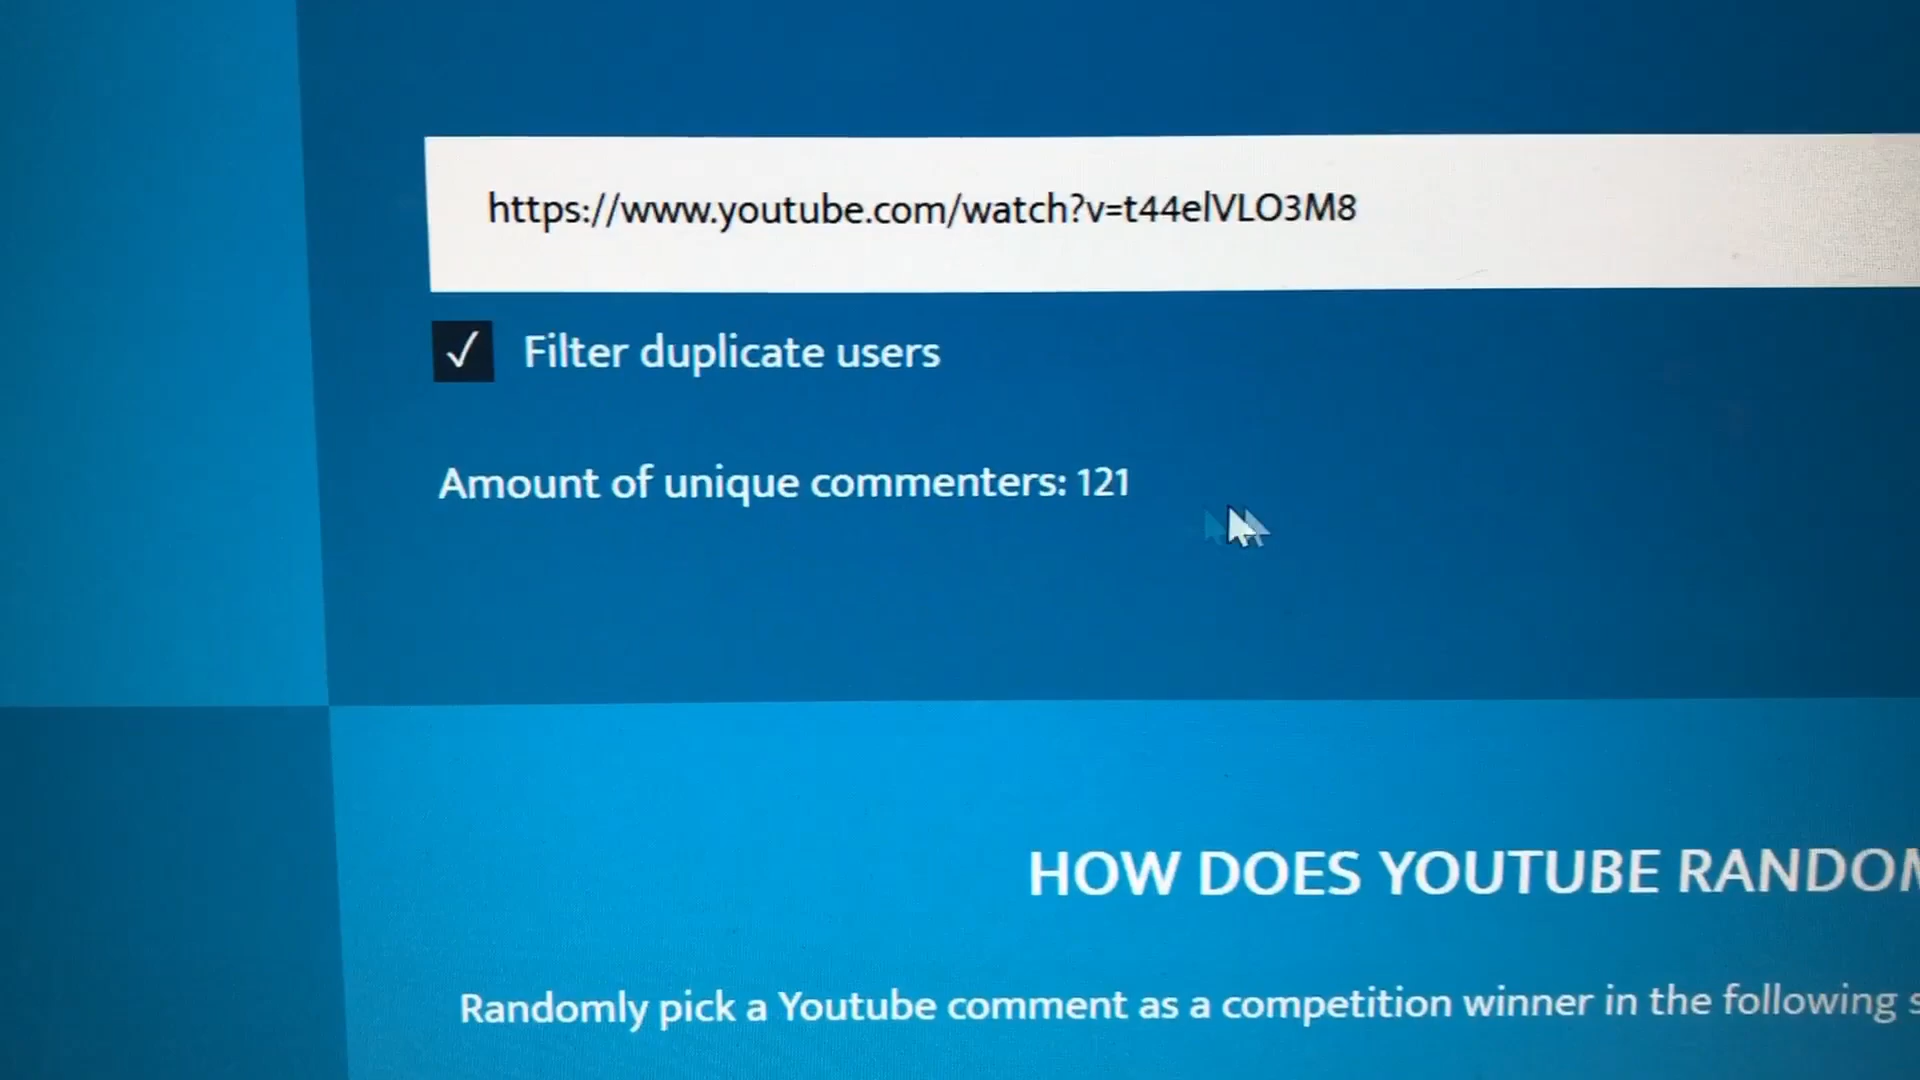 https://www.youtube.com/watch?v=t44elVLO3M8
✓ Filter duplicate users
Amount of unique commenters: 121
HOW DOES YOUTUBE
Randomly pick a Youtube comment as a competition winner in the following